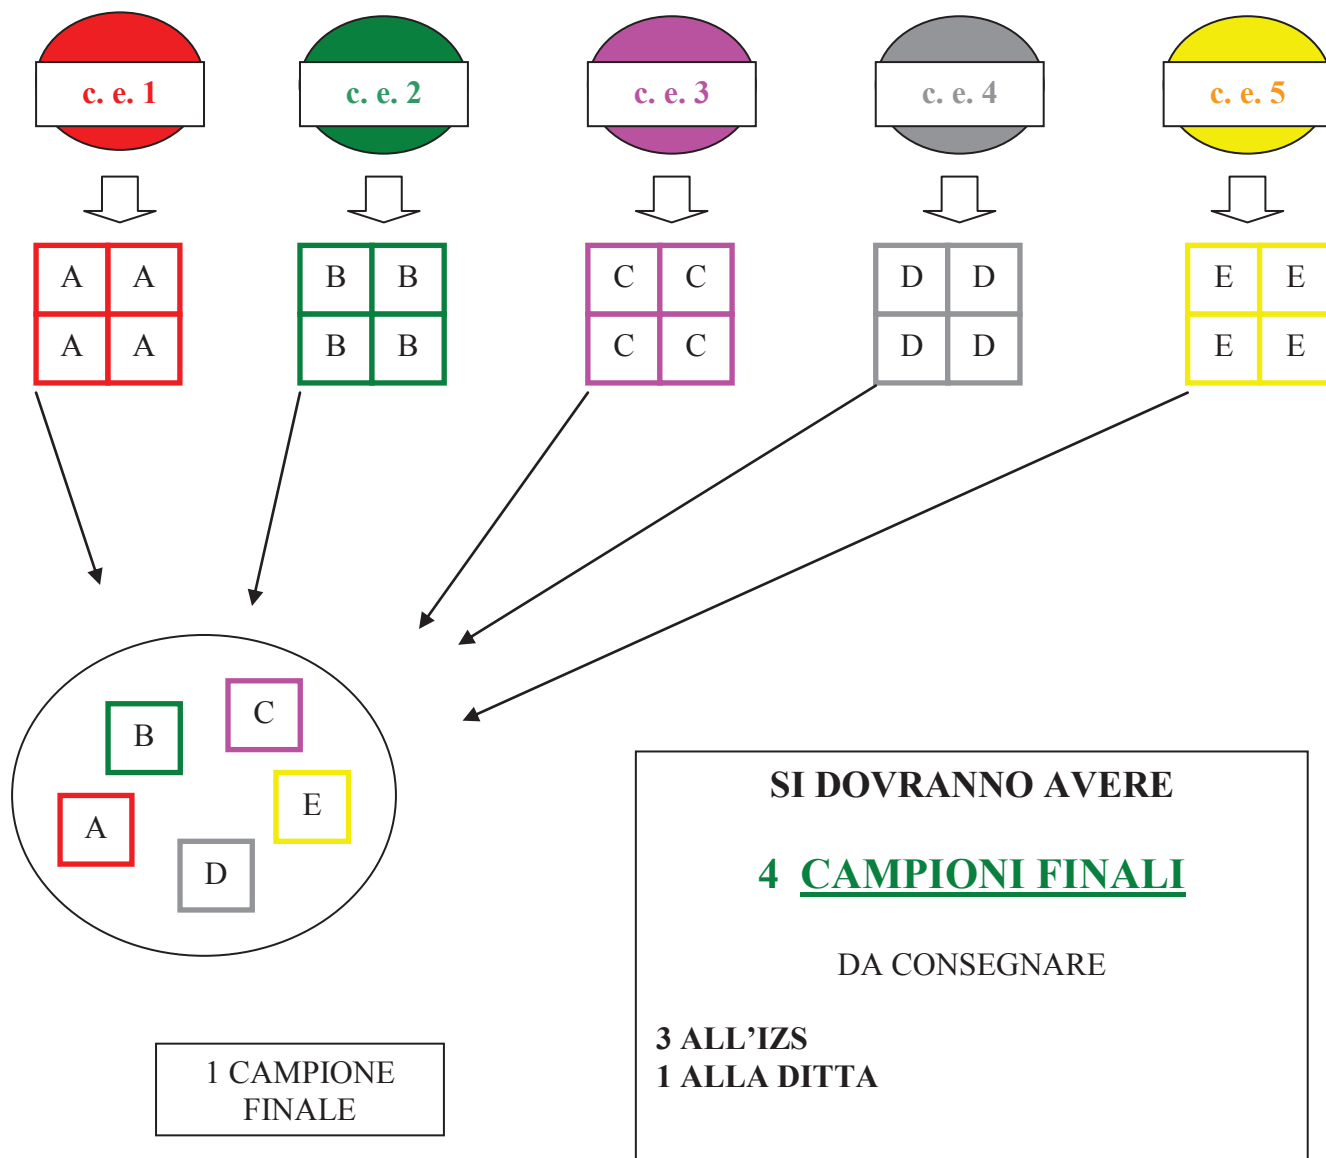 c. e. 1
c. e. 2
c. e. 3
c. e. 4
c. e. 5
A A
B B
C C
D D
E E
A A
B B
C C
D D
E E
C
B
E
A
D
SI DOVRANNO AVERE
4 CAMPIONI FINALI
DA CONSEGNARE
3 ALL’IZS
1 ALLA DITTA
1 CAMPIONE
FINALE